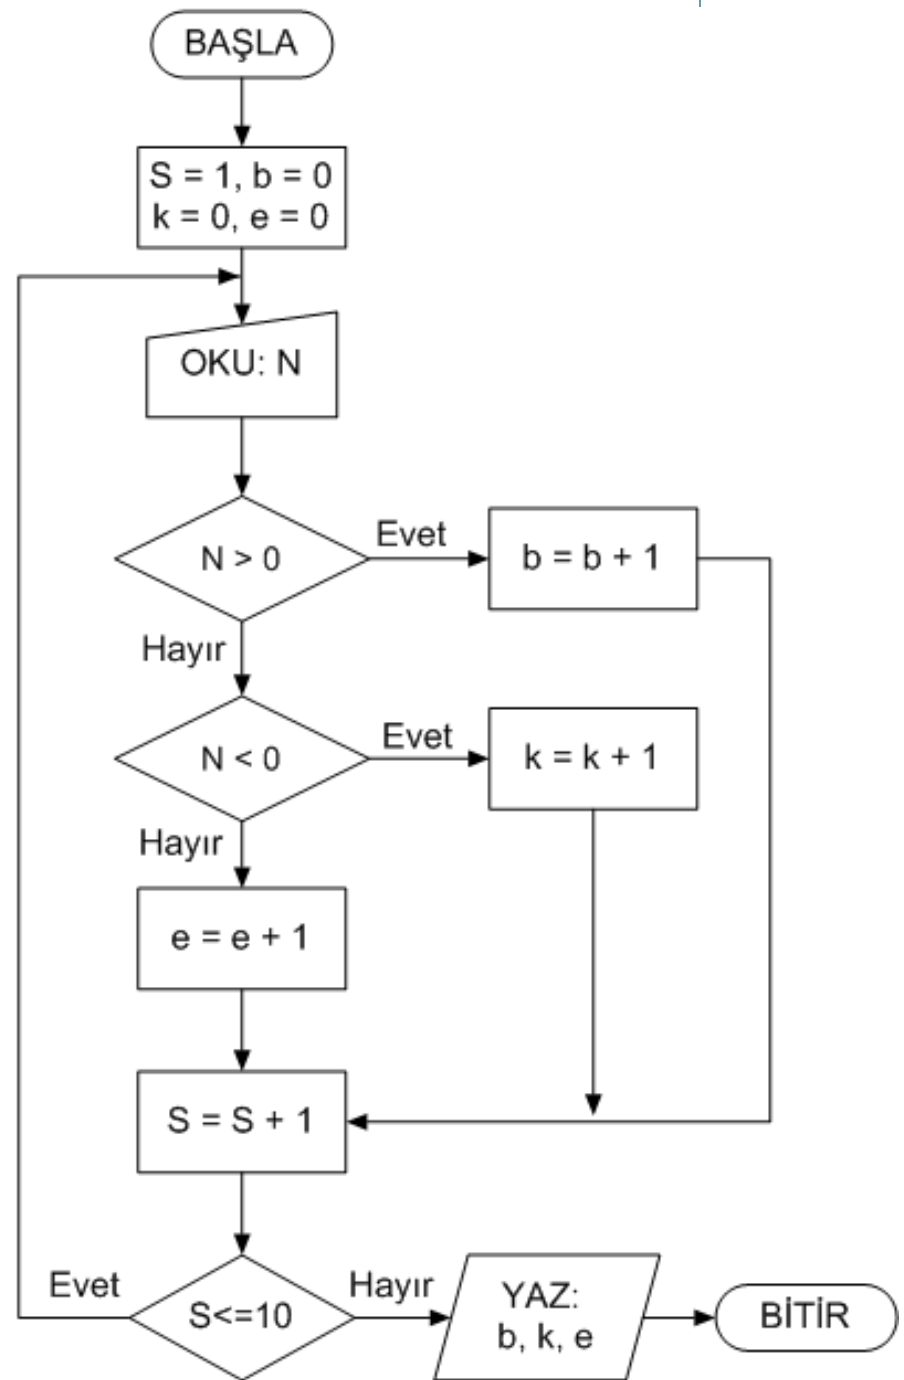 BAŞLA
S = 1, b = 0
k = 0, e = 0
OKU: N
N > 0
Evet
b = b + 1
Hayır
N < 0
Evet
k = k + 1
Hayır
e = e + 1
S = S + 1
S<=10
Evet
Hayır
YAZ:
b, k, e
BİTİR